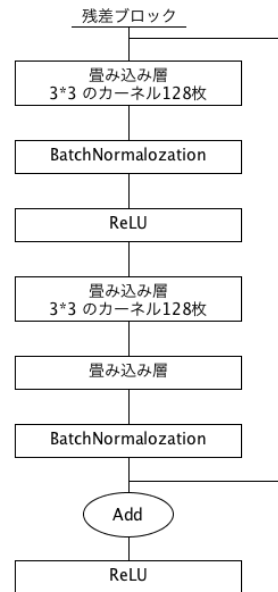 残差ブロック
畳み込み層
3*3 のカーネル128枚
BatchNormalozation
ReLU
畳み込み層
3*3 のカーネル128枚
畳み込み層
BatchNormalozation
Add
ReLU